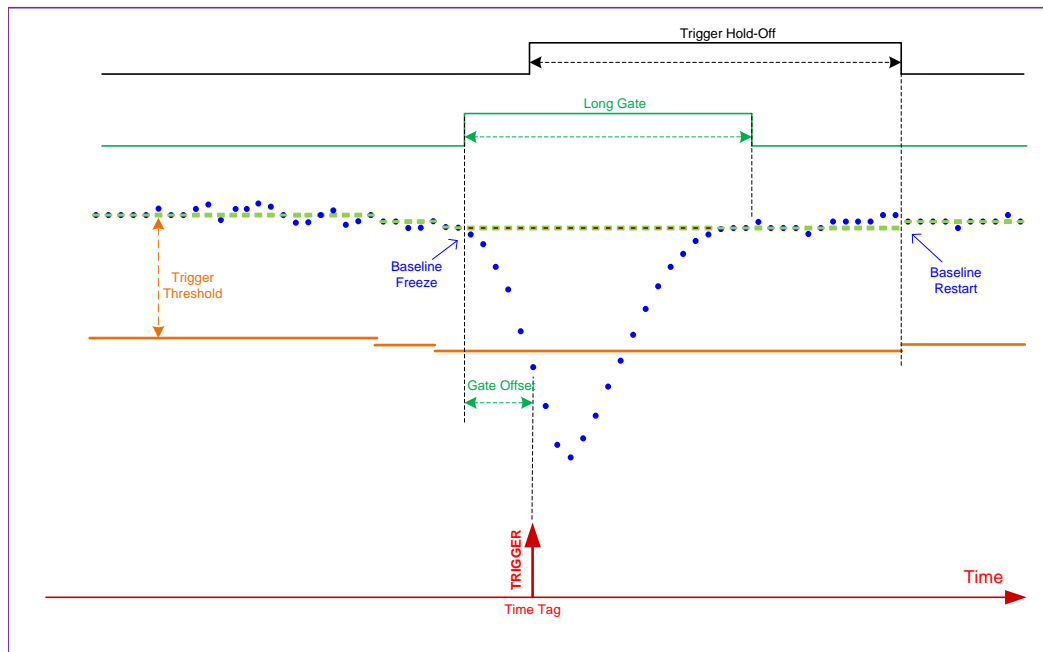 Trigger Hold-Off
Long Gate
Trigger
Threshold
Baseline
Freeze
Baseline
Restart
Gate Offset
TRIGGER
Time
Time Tag